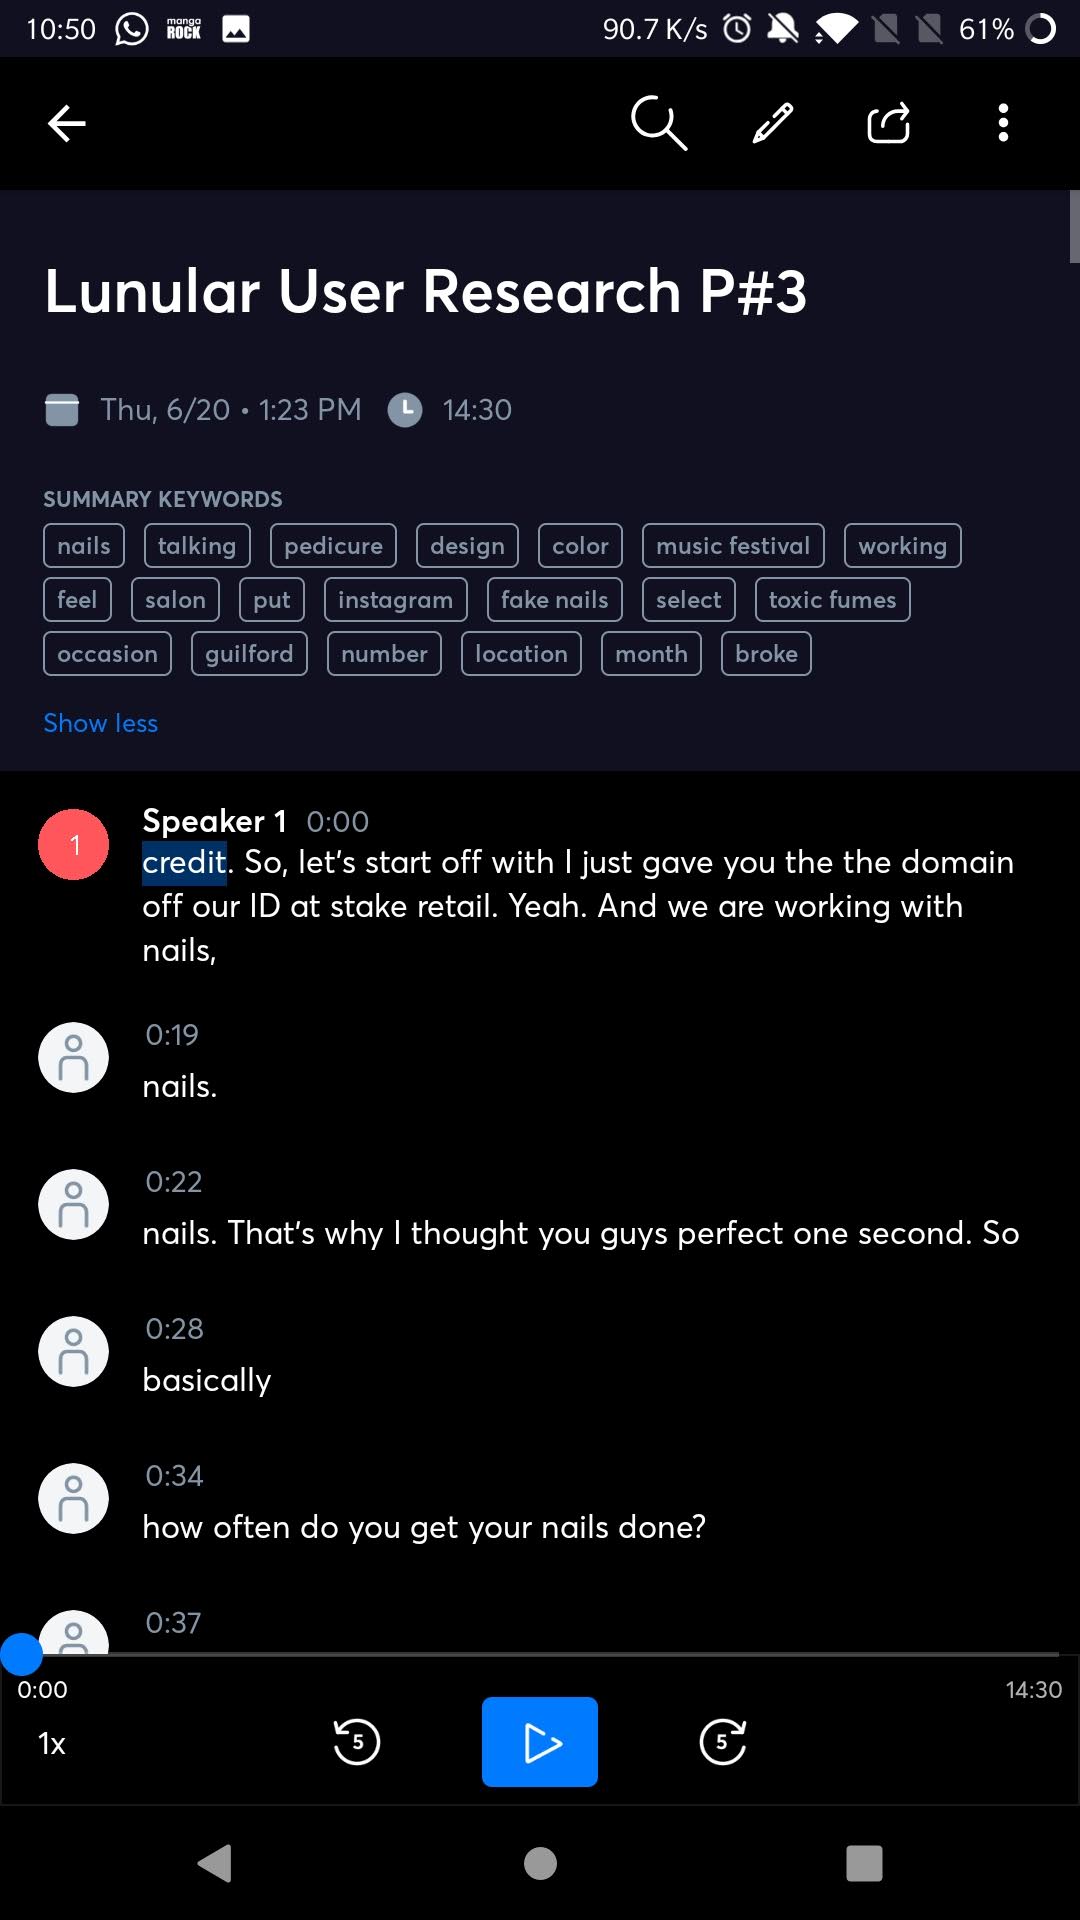 10:50 manga ROCK 90.7 K/s 61%
Lunular User Research P#3
Thu, 6/20 • 1:23 PM 14:30
SUMMARY KEYWORDS
nails talking pedicure design color music festival working
feel salon put instagram fake nails select toxic fumes
occasion guilford number location month broke
Show less
1 Speaker 1 0:00
credit. So, let's start off with I just gave you the the domain
off our ID at stake retail. Yeah. And we are working with
nails,
0:19
nails.
0:22
nails. That's why I thought you guys perfect one second. So
0:28
basically
0:34
how often do you get your nails done?
0:37
0:00 14:30
1x 5 5